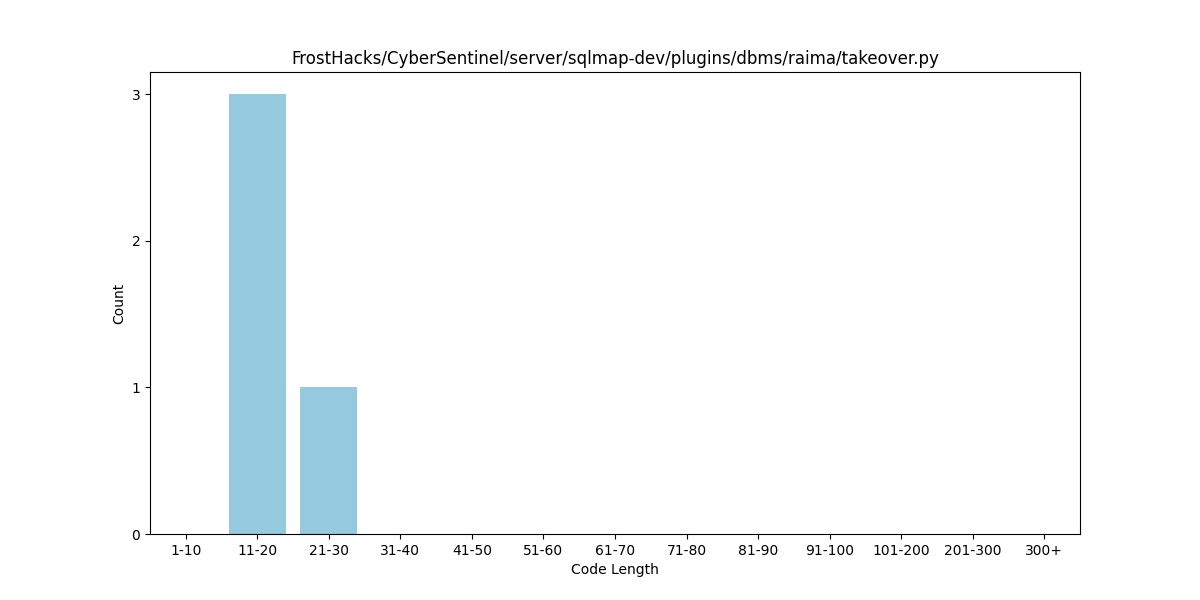 FrostHacks/CyberSentinel/server/sqlmap-dev/plugins/dbms/raima/takeover.py
3
2
1
0
Count
1-10 11-20 21-30 31-40 41-50 51-60 61-70 71-80 81-90 91-100 101-200 201-300 300+
Code Length